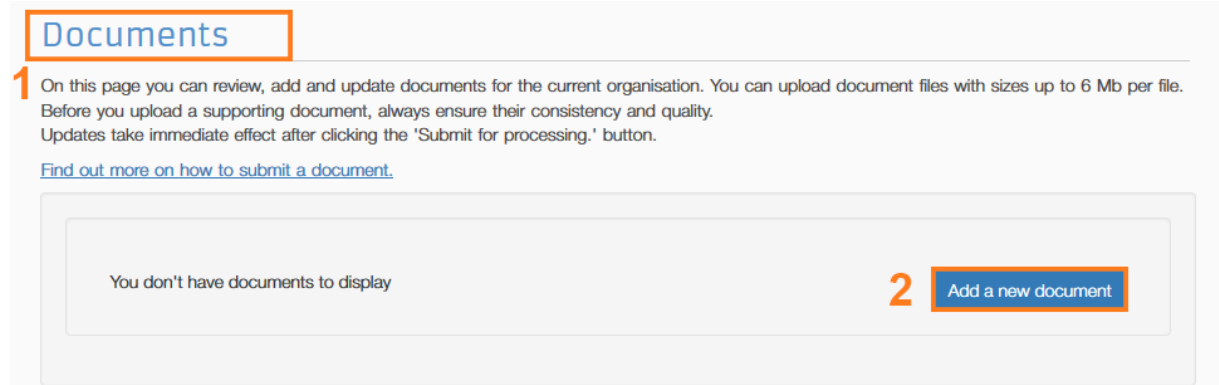 Documents
1
On this page you can review, add and update documents for the current organisation. You can upload document files with sizes up to 6 Mb per file.
Before you upload a supporting document, always ensure their consistency and quality.
Updates take immediate effect after clicking the 'Submit for processing.' button.
Find out more on how to submit a document.
You don't have documents to display
2 Add a new document